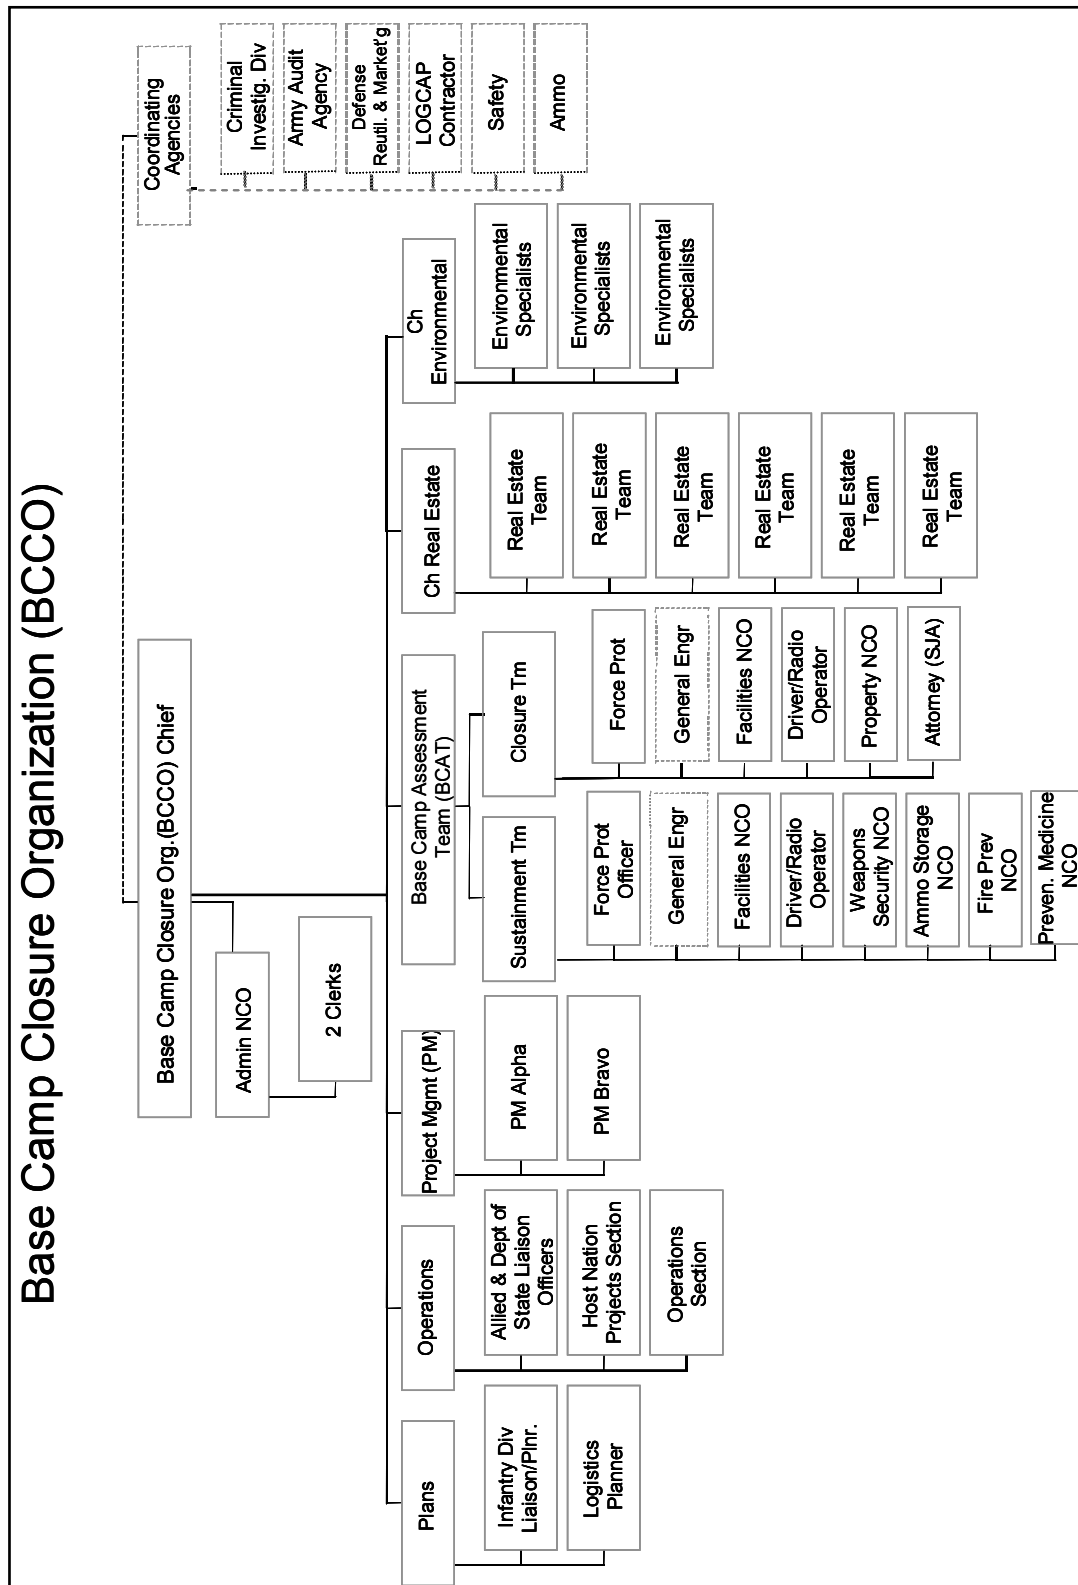 Base Camp Closure Organization (BCCO)
Base Camp Closure Org.(BCCO) Chief
Coordinating
Agencies
Admin NCO
2 Clerks
Criminal
Investig. Div
Army Audit
Agency
Defense
Reutil. & Market'g
LOGCAP
Contractor
Safety
Ammo
Plans
Infantry Div
Liaison/Plnr.
Logistics
Planner
Operations
Allied & Dept of
State Liaison
Officers
Host Nation
Projects Section
Operations
Section
Project Mgmt (PM)
PM Alpha
PM Bravo
Base Camp Assessment
Team (BCAT)
Sustainment Tm
Force Prot
Officer
General Engr
Facilities NCO
Driver/Radio
Operator
Weapons
Security NCO
Ammo Storage
NCO
Fire Prev
NCO
Preven. Medicine
NCO
Closure Tm
Force Prot
General Engr
Facilities NCO
Driver/Radio
Operator
Property NCO
Attorney (SJA)
Ch Real Estate
Real Estate
Team
Real Estate
Team
Real Estate
Team
Real Estate
Team
Real Estate
Team
Real Estate
Team
Ch
Environmental
Environmental
Specialists
Environmental
Specialists
Environmental
Specialists